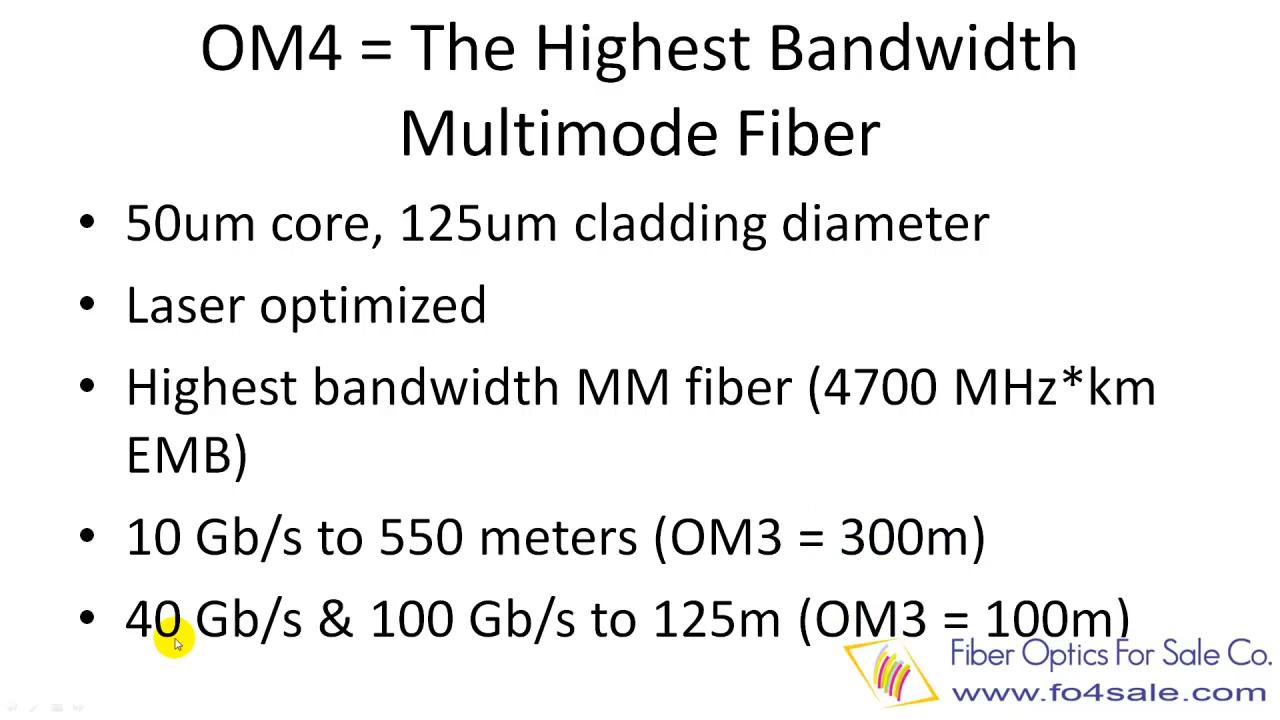 OM4 = The Highest Bandwidth
Multimode Fiber
• 50um core, 125um cladding diameter
• Laser optimized
• Highest bandwidth MM fiber (4700 MHz*km
EMB)
• 10 Gb/s to 550 meters (OM3 = 300m)
• 40 Gb/s & 100 Gb/s to 125m (OM3 = 100m)
Fiber Optics For Sale Co.
www.fo4sale.com